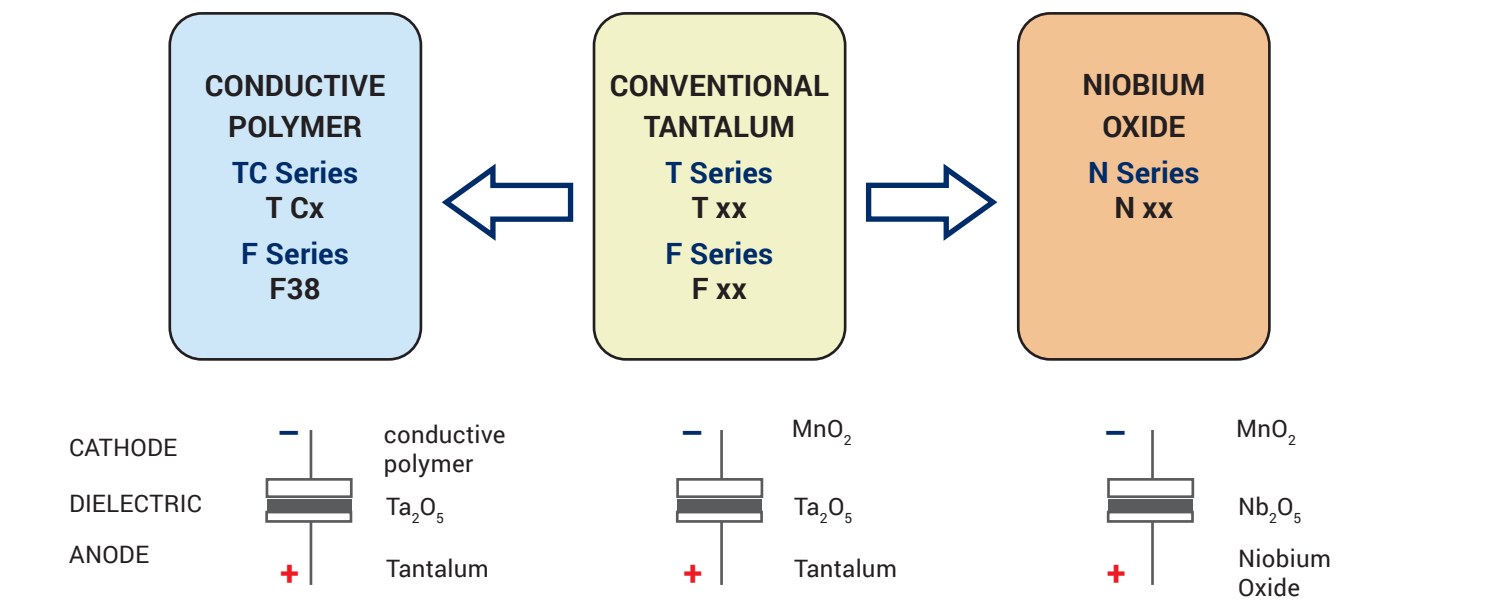 CONDUCTIVE
POLYMER
TC Series
T Cx
F Series
F38
CONVENTIONAL
TANTALUM
T Series
T xx
F Series
F xx
NIOBIUM
OXIDE
N Series
N xx
CATHODE
DIELECTRIC
ANODE
–
conductive
polymer
Ta₂O₅
+
Tantalum
–
MnO₂
Ta₂O₅
+
Tantalum
–
MnO₂
Nb₂O₅
+
Niobium
Oxide